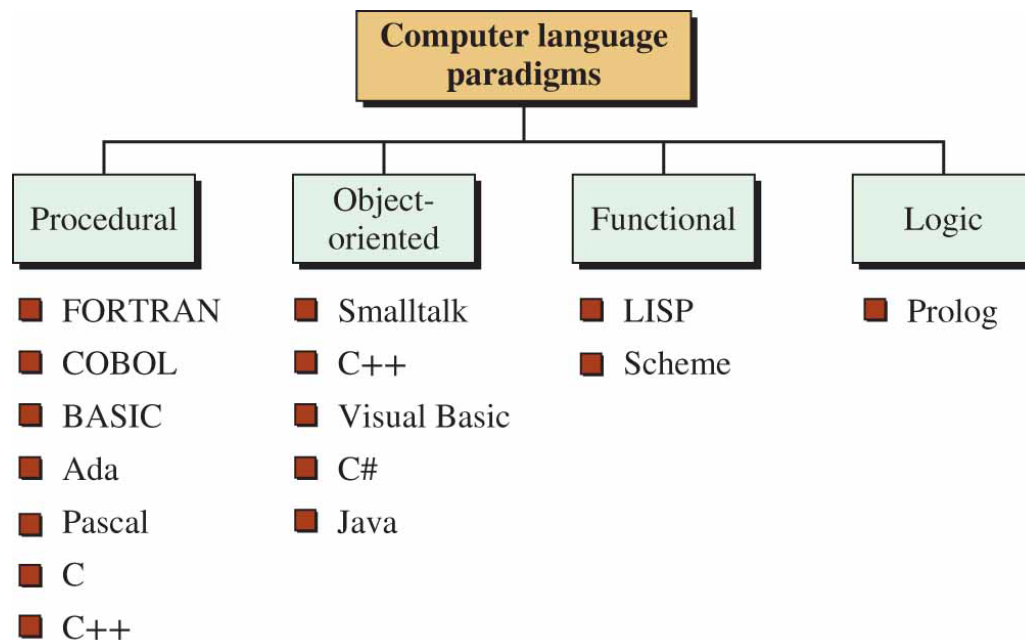 Computer language
paradigms
Procedural
Object-
oriented
Functional
Logic
FORTRAN
COBOL
BASIC
Ada
Pascal
C
C++
Smalltalk
C++
Visual Basic
C#
Java
LISP
Scheme
Prolog